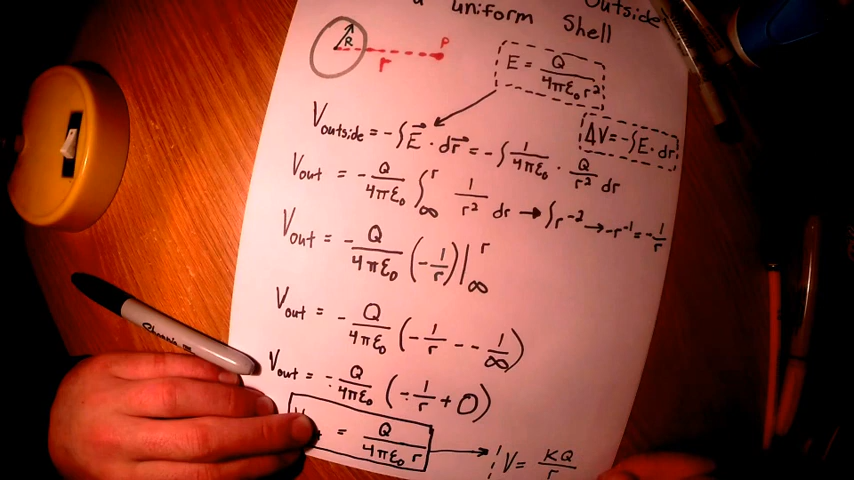 a uniform Outside
Shell
R
P
r
E = Q/4πε₀r²
ΔV = -∫E · dr
V_outside = -∫E⃗ · dr⃗ = -∫ 1/4πε₀ · Q/r² dr
V_out = -Q/4πε₀ ∫_∞^r 1/r² dr → ∫r⁻² → -r⁻¹ = -1/r
V_out = -Q/4πε₀ (-1/r)|_∞^r
V_out = -Q/4πε₀ (-1/r - -1/∞)
V_out = -Q/4πε₀ (-1/r + 0)
= Q/4πε₀ r → V = KQ/r
Sharpie